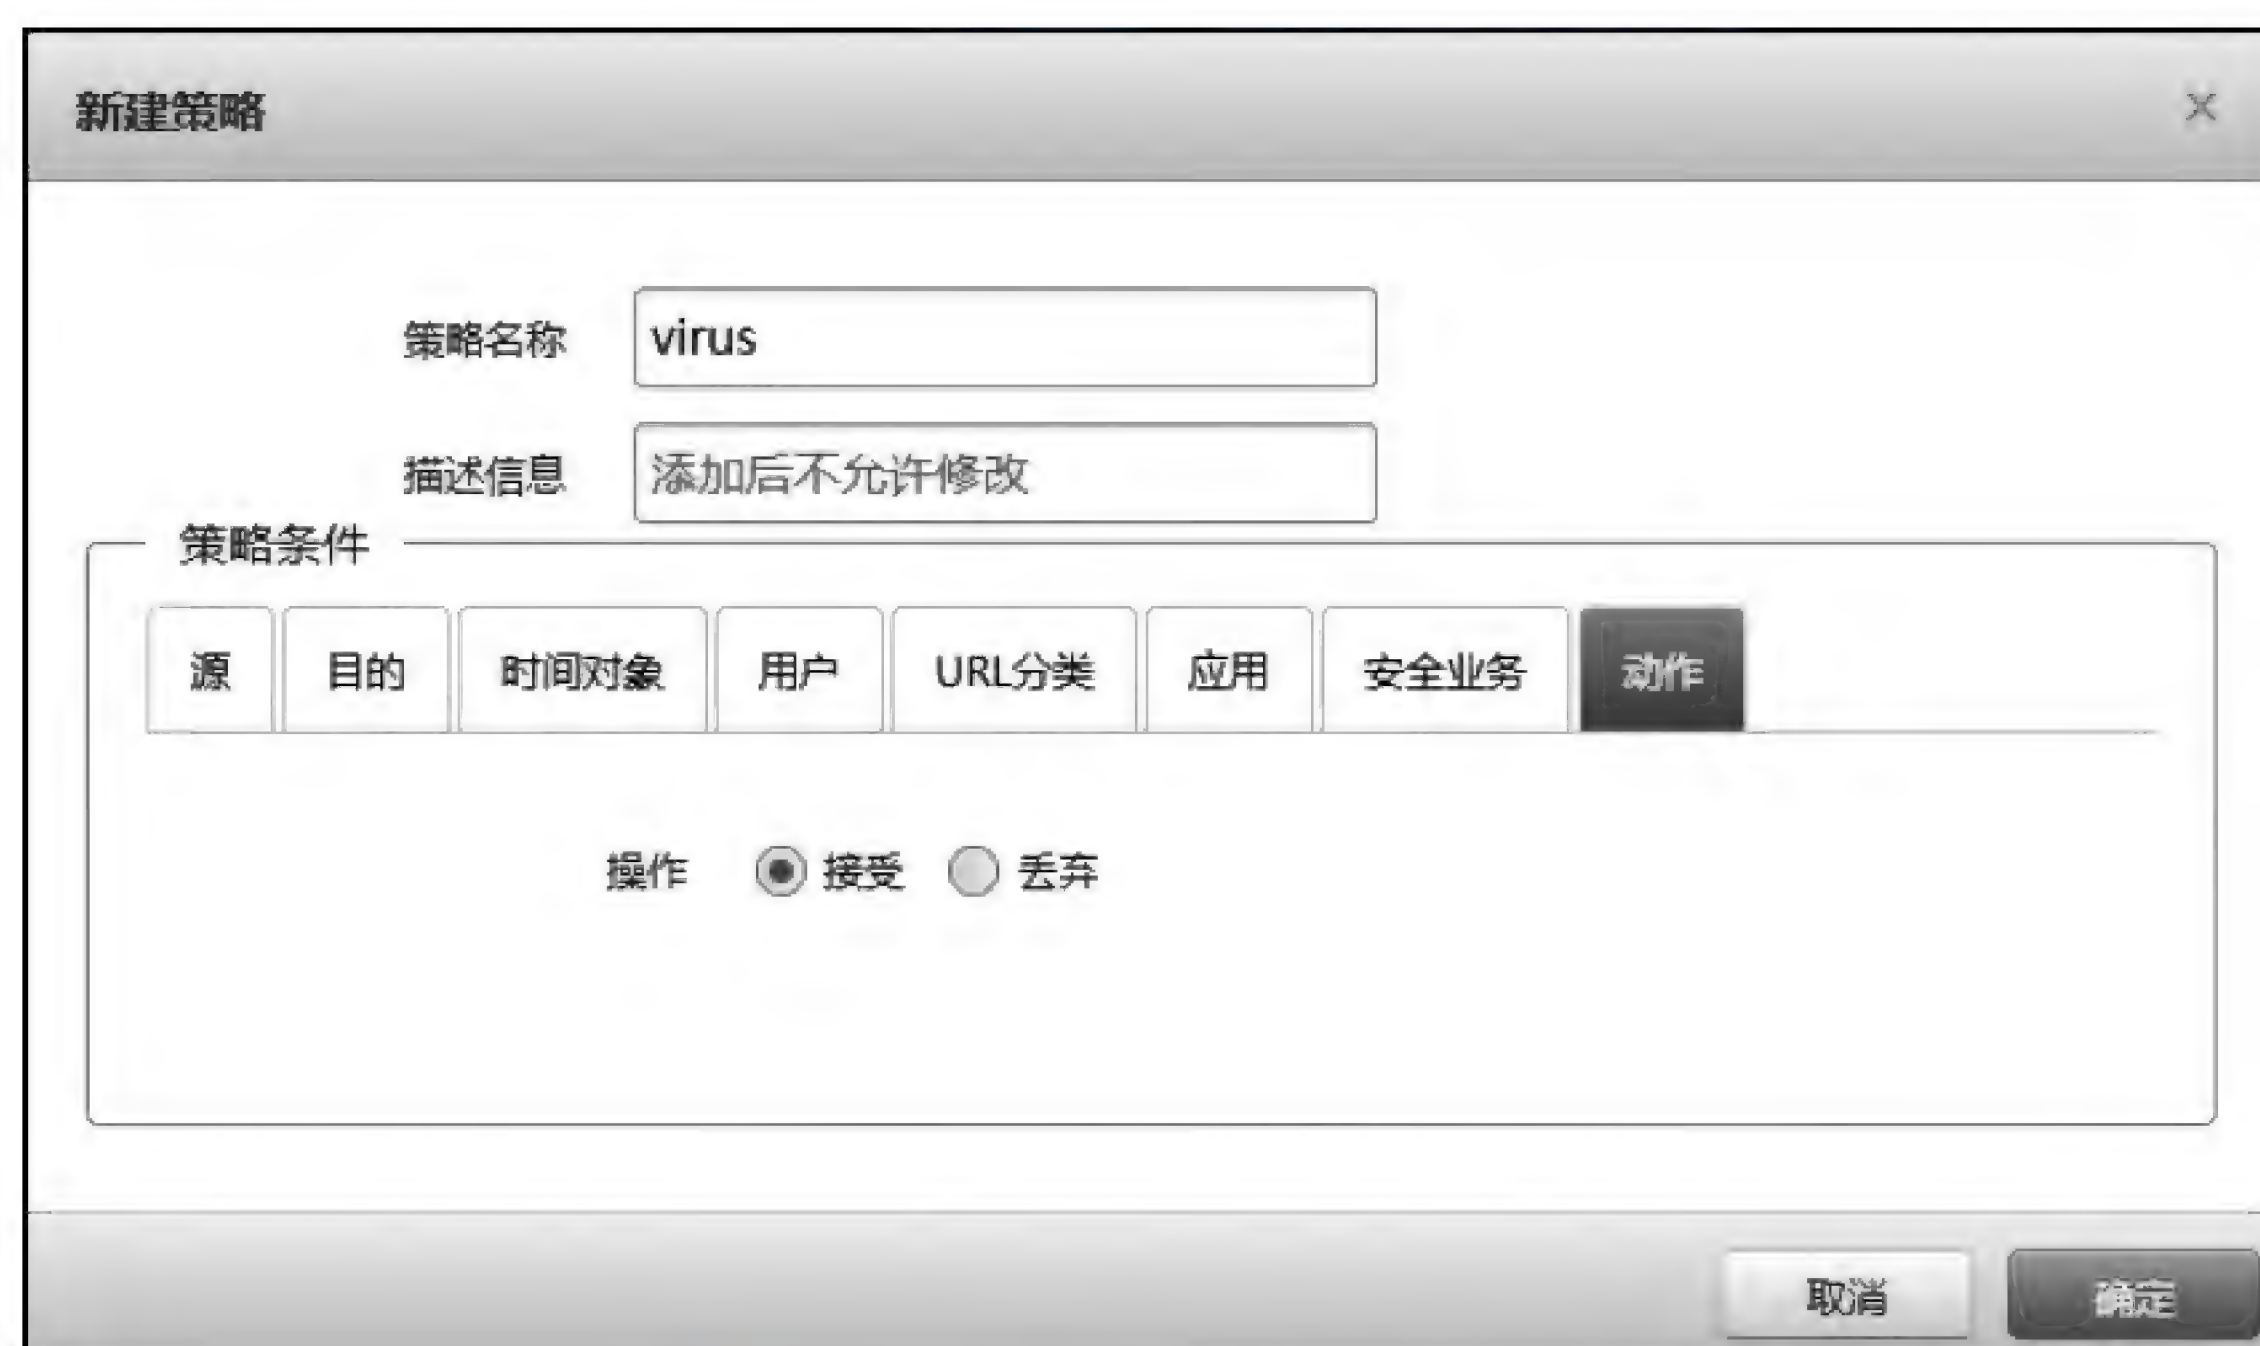 新建策略 ×
策略名称 virus
描述信息 添加后不允许修改
策略条件
源 目的 时间对象 用户 URL分类 应用 安全业务 动作
操作 接受 丢弃
取消 确定